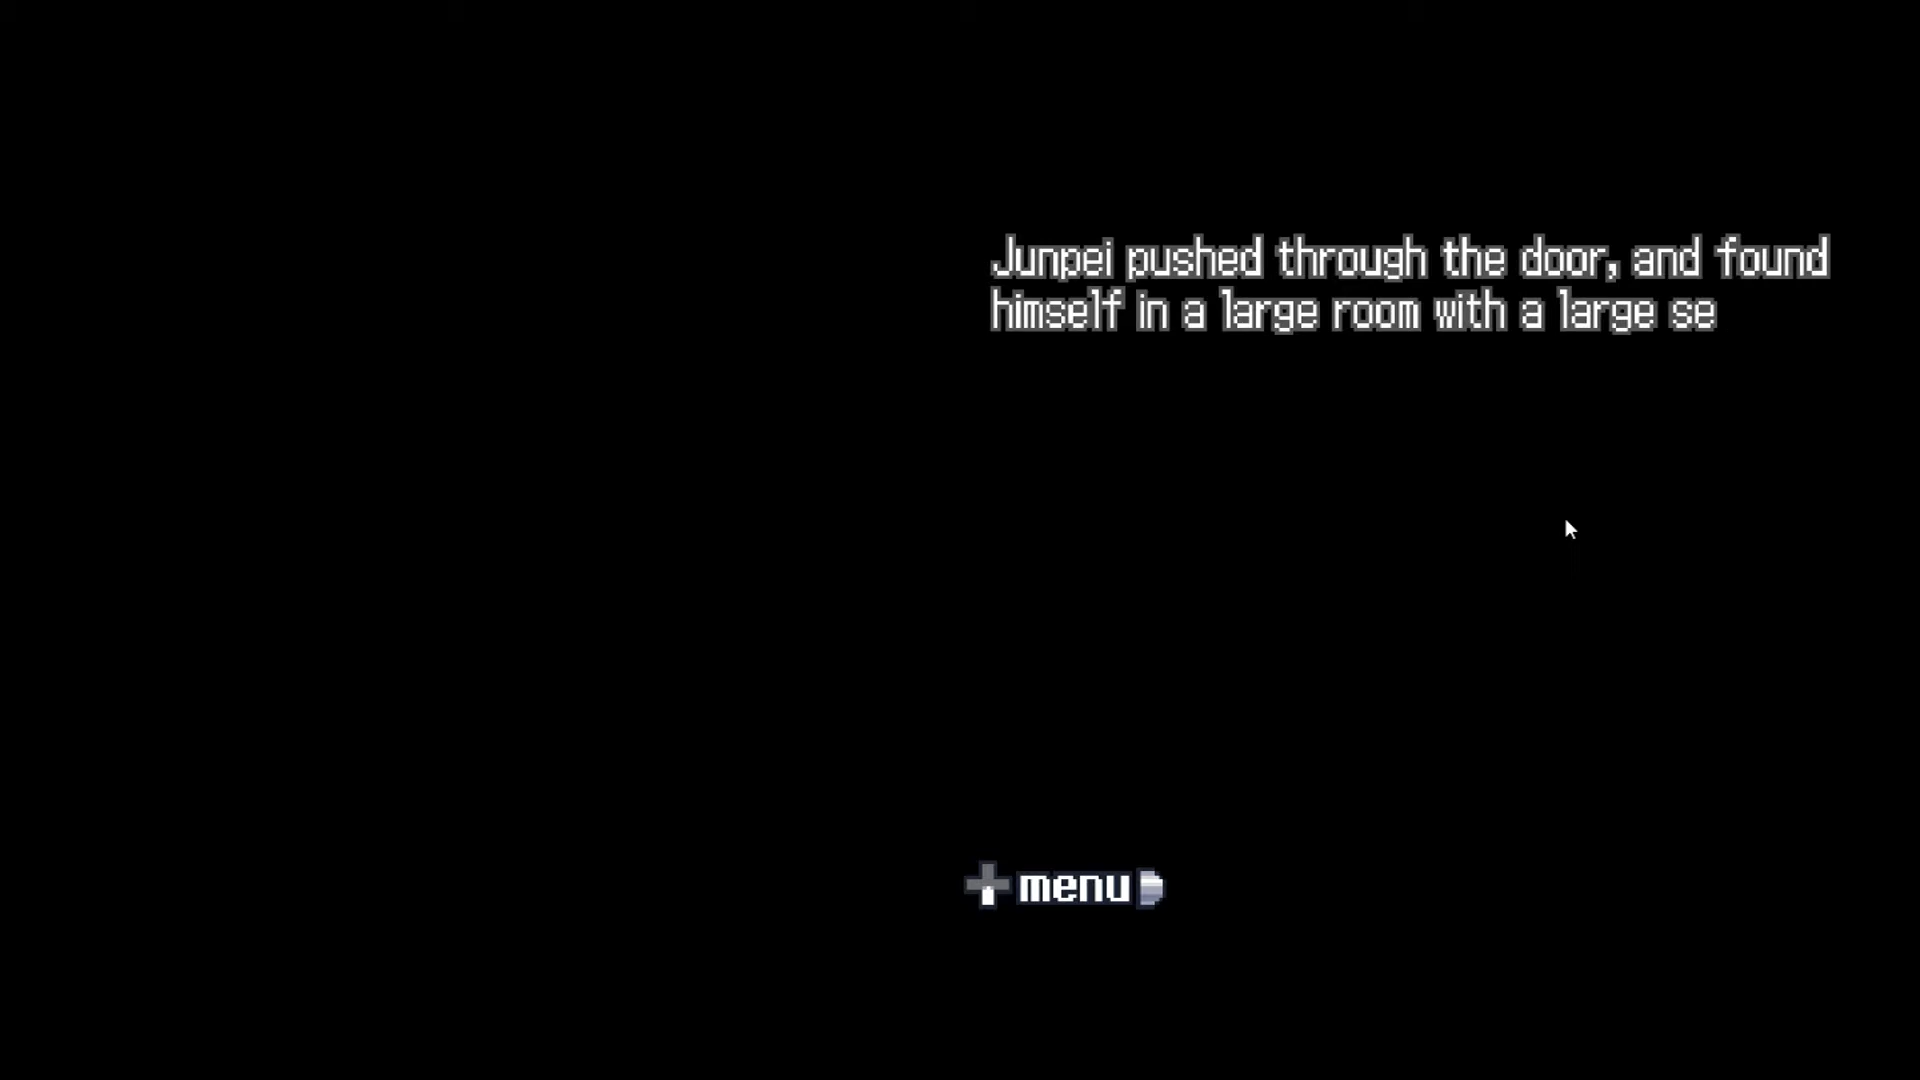 Junpei pushed through the door, and found
himself in a large room with a large se
menu